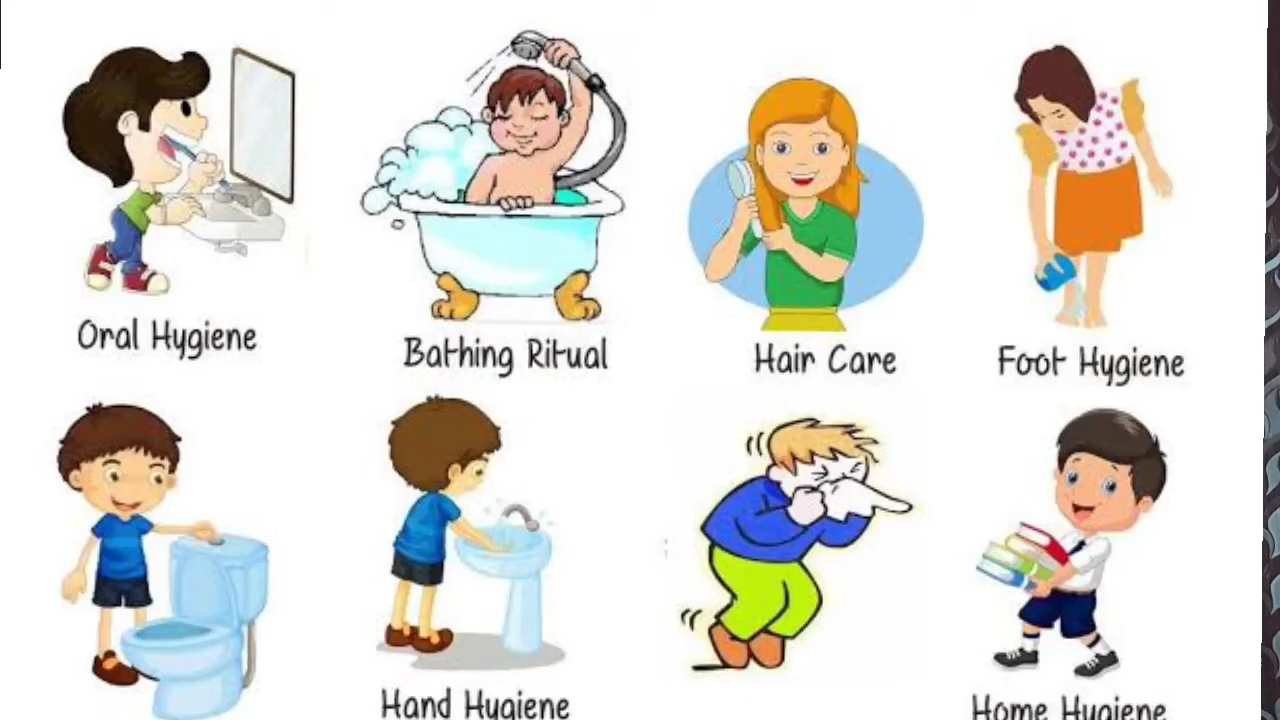 Oral Hygiene
Bathing Ritual
Hair Care
Foot Hygiene
Hand Hygiene
Home Hygiene